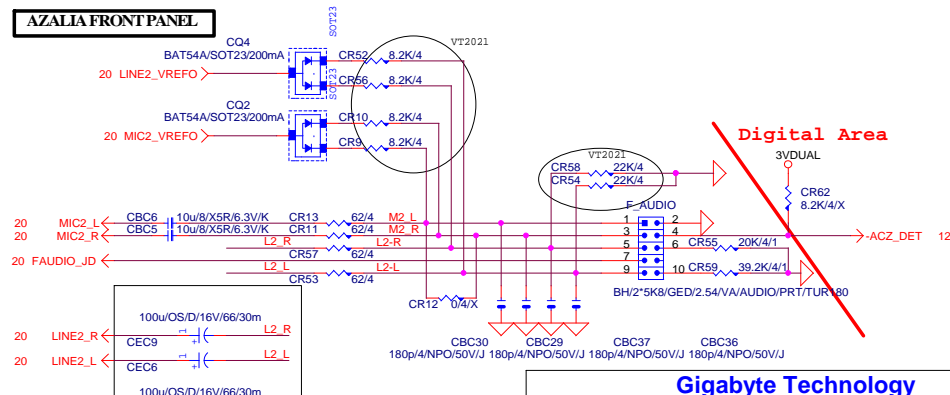 AZALIA FRONT PANEL
SOT23
CQ4
BAT54A/SOT23/200mA
VT2021
CR52 8.2K/4
20 LINE2_VREFO
SOT23
CR56 8.2K/4
CQ2
BAT54A/SOT23/200mA
CR10 8.2K/4
20 MIC2_VREFO
CR9 8.2K/4
Digital Area
3VDUAL
VT2021
CR58 22K/4
CR54 22K/4
CR62
8.2K/4/X
F_AUDIO
20 MIC2_L CBC6 10u/8/X5R/6.3V/K CR13 62/4 M2_L 1 2
20 MIC2_R CBC5 10u/8/X5R/6.3V/K CR11 62/4 M2_R 3 4
-ACZ_DET 12
L2_R L2-R 5 6 CR55 20K/4/1
20 FAUDIO_JD CR57 62/4 7
L2_L L2-L 9 10 CR59 39.2K/4/1
CR53 62/4
BH/2*5K8/GED/2.54/VA/AUDIO/PRT/TUR180
CR12 0/4/X
100u/OS/D/16V/66/30m
20 LINE2_R 1 + L2_R
CEC9
CBC30 CBC29 CBC37 CBC36
180p/4/NPO/50V/J 180p/4/NPO/50V/J 180p/4/NPO/50V/J 180p/4/NPO/50V/J
20 LINE2_L 1 + L2_L
CEC6
100u/OS/D/16V/66/30m
Gigabyte Technology